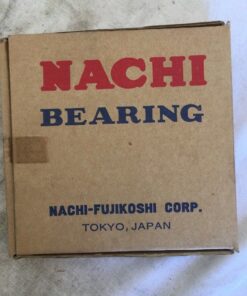 NACHI
BEARING
NACHI-FUJIKOSHI CORP.
TOKYO, JAPAN